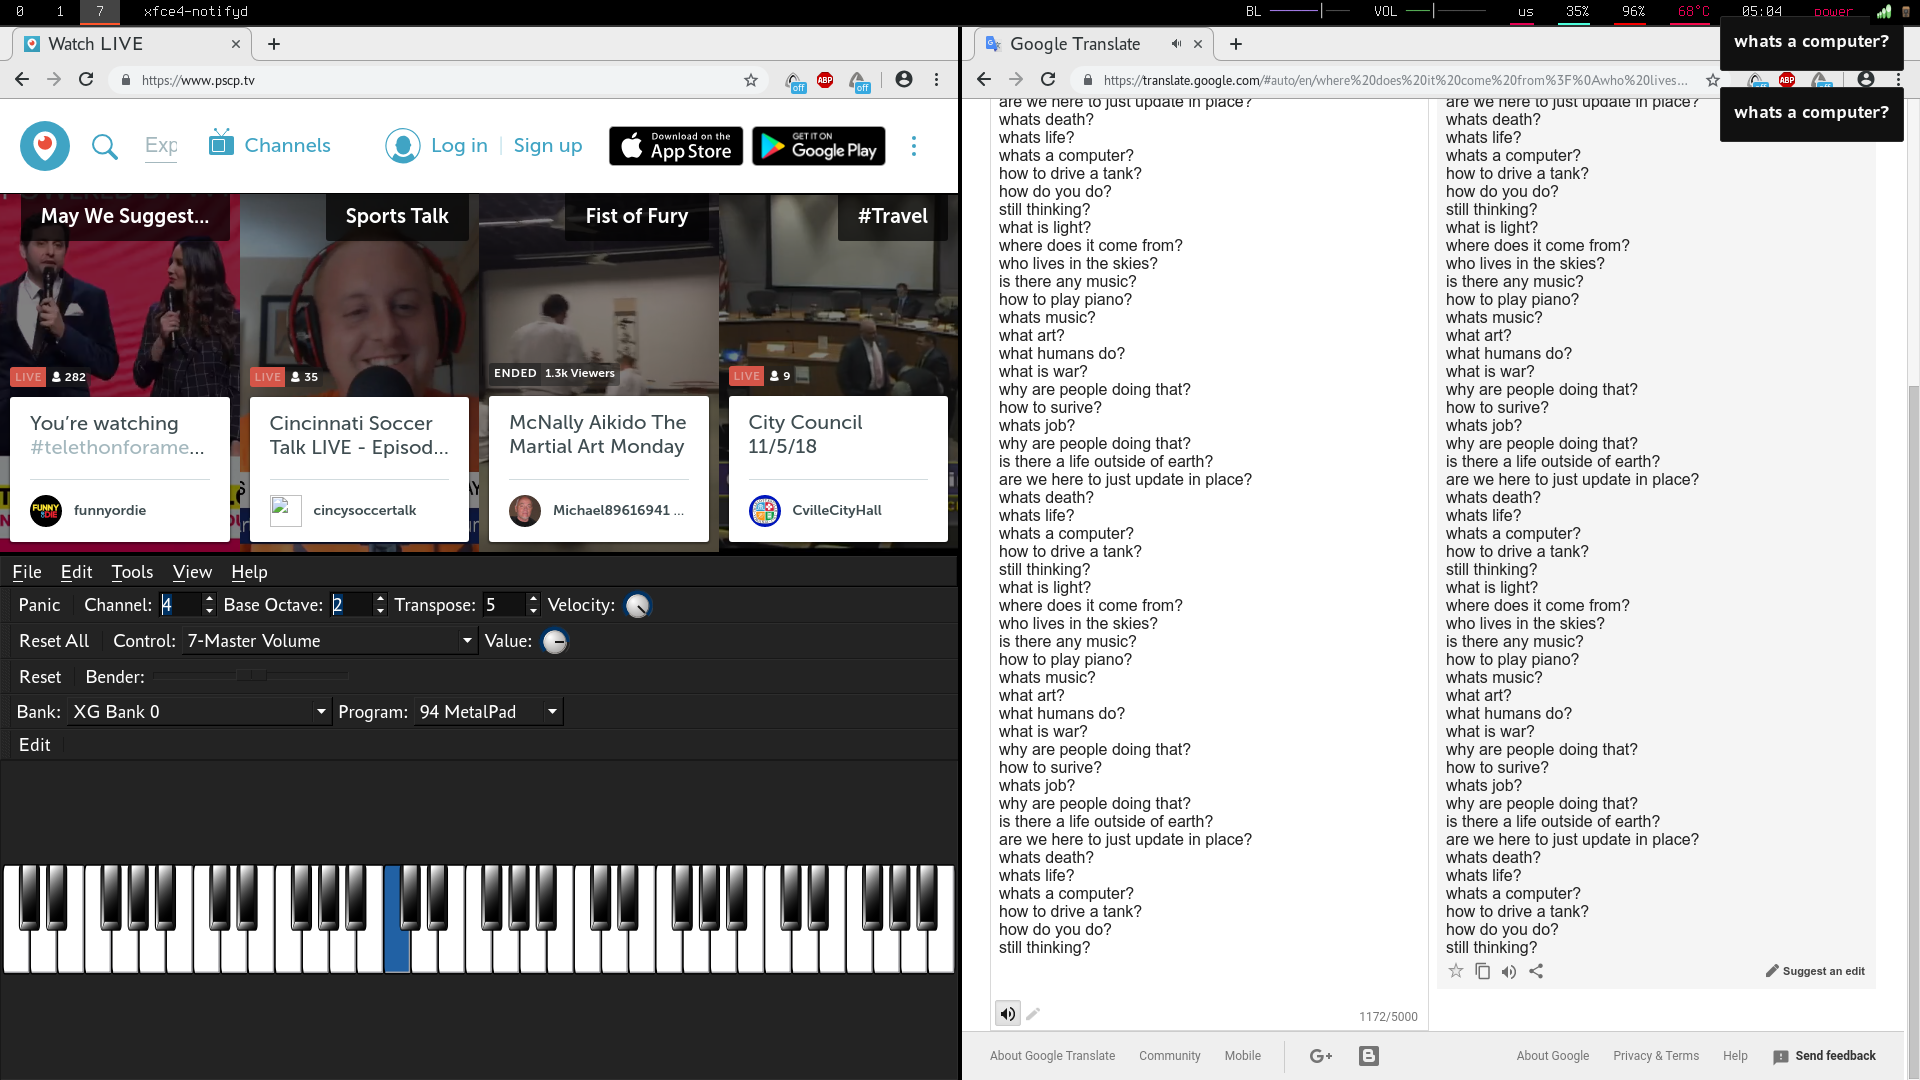 0 1 7 xfce4-notifyd BL VOL us 35% 96% 68°C 05:04 power
whats a computer?
whats a computer?
Watch LIVE
https://www.pscp.tv
off ABP off
Exp Channels Log in Sign up
Download on the App Store
GET IT ON Google Play
May We Suggest...
LIVE 282
You’re watching
#telethonforame...
funnyordie
Sports Talk
LIVE 35
Cincinnati Soccer
Talk LIVE - Episod...
cincysoccertalk
Fist of Fury
ENDED 1.3k Viewers
McNally Aikido The
Martial Art Monday
Michael89616941 ...
#Travel
LIVE 9
City Council
11/5/18
CvilleCityHall
File Edit Tools View Help
Panic Channel: 4 Base Octave: 2 Transpose: 5 Velocity:
Reset All Control: 7-Master Volume Value:
Reset Bender:
Bank: XG Bank 0 Program: 94 MetalPad
Edit
Google Translate
https://translate.google.com/#auto/en/where%20does%20it%20come%20from%3F%0Awho%20lives...
ABP
are we here to just update in place?
whats death?
whats life?
whats a computer?
how to drive a tank?
how do you do?
still thinking?
what is light?
where does it come from?
who lives in the skies?
is there any music?
how to play piano?
whats music?
what art?
what humans do?
what is war?
why are people doing that?
how to surive?
whats job?
why are people doing that?
is there a life outside of earth?
are we here to just update in place?
whats death?
whats life?
whats a computer?
how to drive a tank?
still thinking?
what is light?
where does it come from?
who lives in the skies?
is there any music?
how to play piano?
whats music?
what art?
what humans do?
what is war?
why are people doing that?
how to surive?
whats job?
why are people doing that?
is there a life outside of earth?
are we here to just update in place?
whats death?
whats life?
whats a computer?
how to drive a tank?
how do you do?
still thinking?
1172/5000
are we here to just update in place?
whats death?
whats life?
whats a computer?
how to drive a tank?
how do you do?
still thinking?
what is light?
where does it come from?
who lives in the skies?
is there any music?
how to play piano?
whats music?
what art?
what humans do?
what is war?
why are people doing that?
how to surive?
whats job?
why are people doing that?
is there a life outside of earth?
are we here to just update in place?
whats death?
whats life?
whats a computer?
how to drive a tank?
still thinking?
what is light?
where does it come from?
who lives in the skies?
is there any music?
how to play piano?
whats music?
what art?
what humans do?
what is war?
why are people doing that?
how to surive?
whats job?
why are people doing that?
is there a life outside of earth?
are we here to just update in place?
whats death?
whats life?
whats a computer?
how to drive a tank?
how do you do?
still thinking?
Suggest an edit
About Google Translate Community Mobile G+ About Google Privacy & Terms Help Send feedback